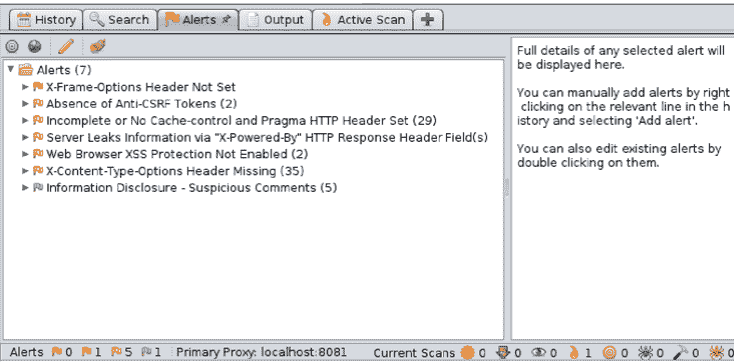 History Search Alerts Output Active Scan
Alerts (7)
X-Frame-Options Header Not Set
Absence of Anti-CSRF Tokens (2)
Incomplete or No Cache-control and Pragma HTTP Header Set (29)
Server Leaks Information via "X-Powered-By" HTTP Response Header Field(s)
Web Browser XSS Protection Not Enabled (2)
X-Content-Type-Options Header Missing (35)
Information Disclosure - Suspicious Comments (5)
Full details of any selected alert will
be displayed here.
You can manually add alerts by right
clicking on the relevant line in the h
istory and selecting 'Add alert'.
You can also edit existing alerts by
double clicking on them.
Alerts 0 1 5 1 Primary Proxy: localhost:8081 Current Scans 0 0 0 1 0 0 0 0